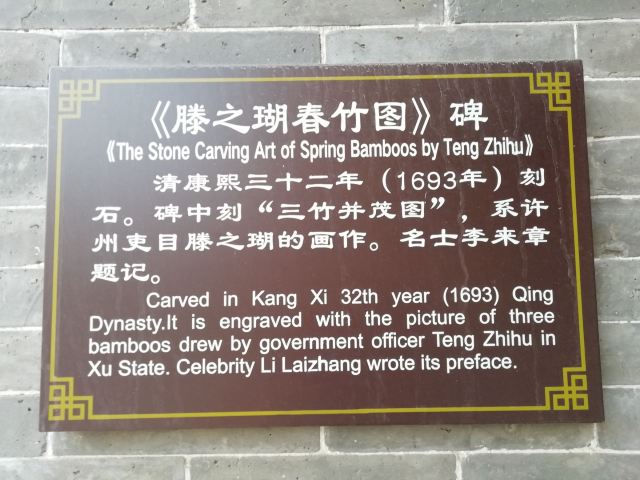 《滕之瑚春竹图》碑
《The Stone Carving Art of Spring Bamboos by Teng Zhihu》
清康熙三十二年（1693年）刻
石。碑中刻“三竹并茂图”，系许
州吏目滕之瑚的画作。名士李来章
题记。
Carved in Kang Xi 32th year (1693) Qing
Dynasty.It is engraved with the picture of three
bamboos drew by government officer Teng Zhihu in
Xu State. Celebrity Li Laizhang wrote its preface.